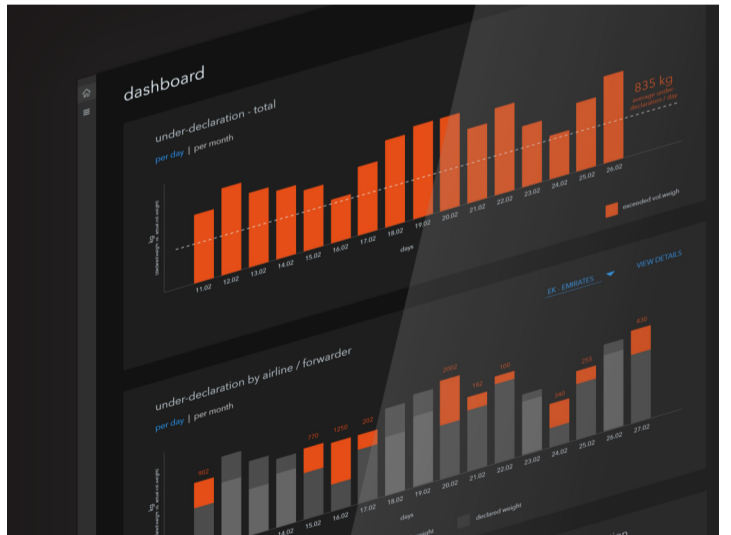 dashboard
under-declaration - total
per day | per month
835 kg
average under
declaration / day
kg
11.02 12.02 13.02 14.02 15.02 16.02 17.02 18.02 19.02 20.02 21.02 22.02 23.02 24.02 25.02 26.02
days
exceeded vol.weigh
EK - EMIRATES
VIEW DETAILS
under-declaration by airline / forwarder
per day | per month
902 770 1250 202 2002 182 100 340 255 430
kg
15.02 16.02 17.02 18.02 19.02 20.02 21.02 22.02 23.02 24.02 25.02 26.02 27.02
days
declared weight